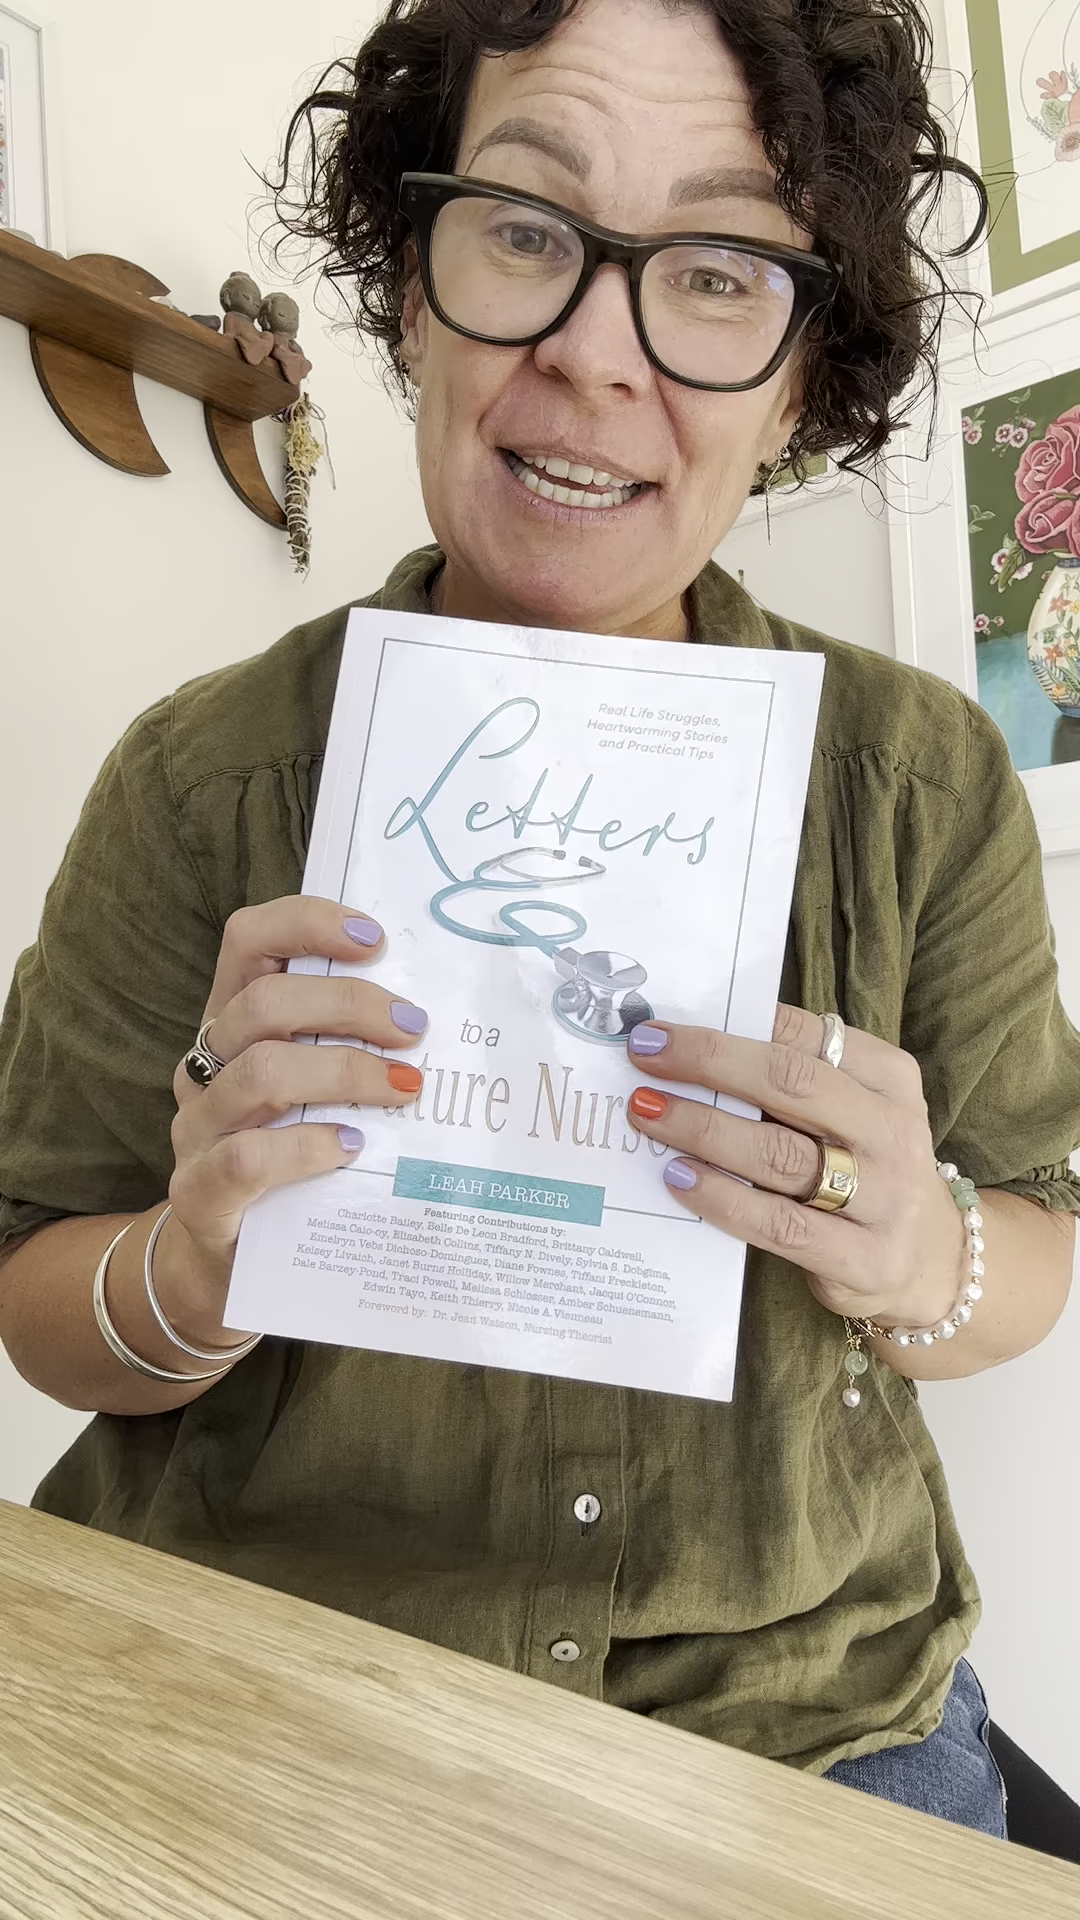 Real Life Struggles,
Heartwarming Stories
and Practical Tips
Letters
to a
Future Nurse
LEAH PARKER
Featuring Contributions by:
Charlotte Bailey, Belle De Leon Bradford, Brittany Caldwell,
Melissa Caio-oy, Elisabeth Collins, Tiffany N. Dively, Sylvia S. Dobgima,
Emelryn Vebs Dichoso-Dominguez, Diane Fownes, Tiffani Freckleton,
Kelsey Livaich, Janet Burns Holliday, Willow Merchant, Jacqui O'Connor,
Dale Barzey-Pond, Traci Powell, Melissa Schlosser, Amber Schuenemann,
Edwin Tayo, Keith Thierry, Nicole A. Vienneau
Foreword by: Dr. Jean Watson, Nursing Theorist